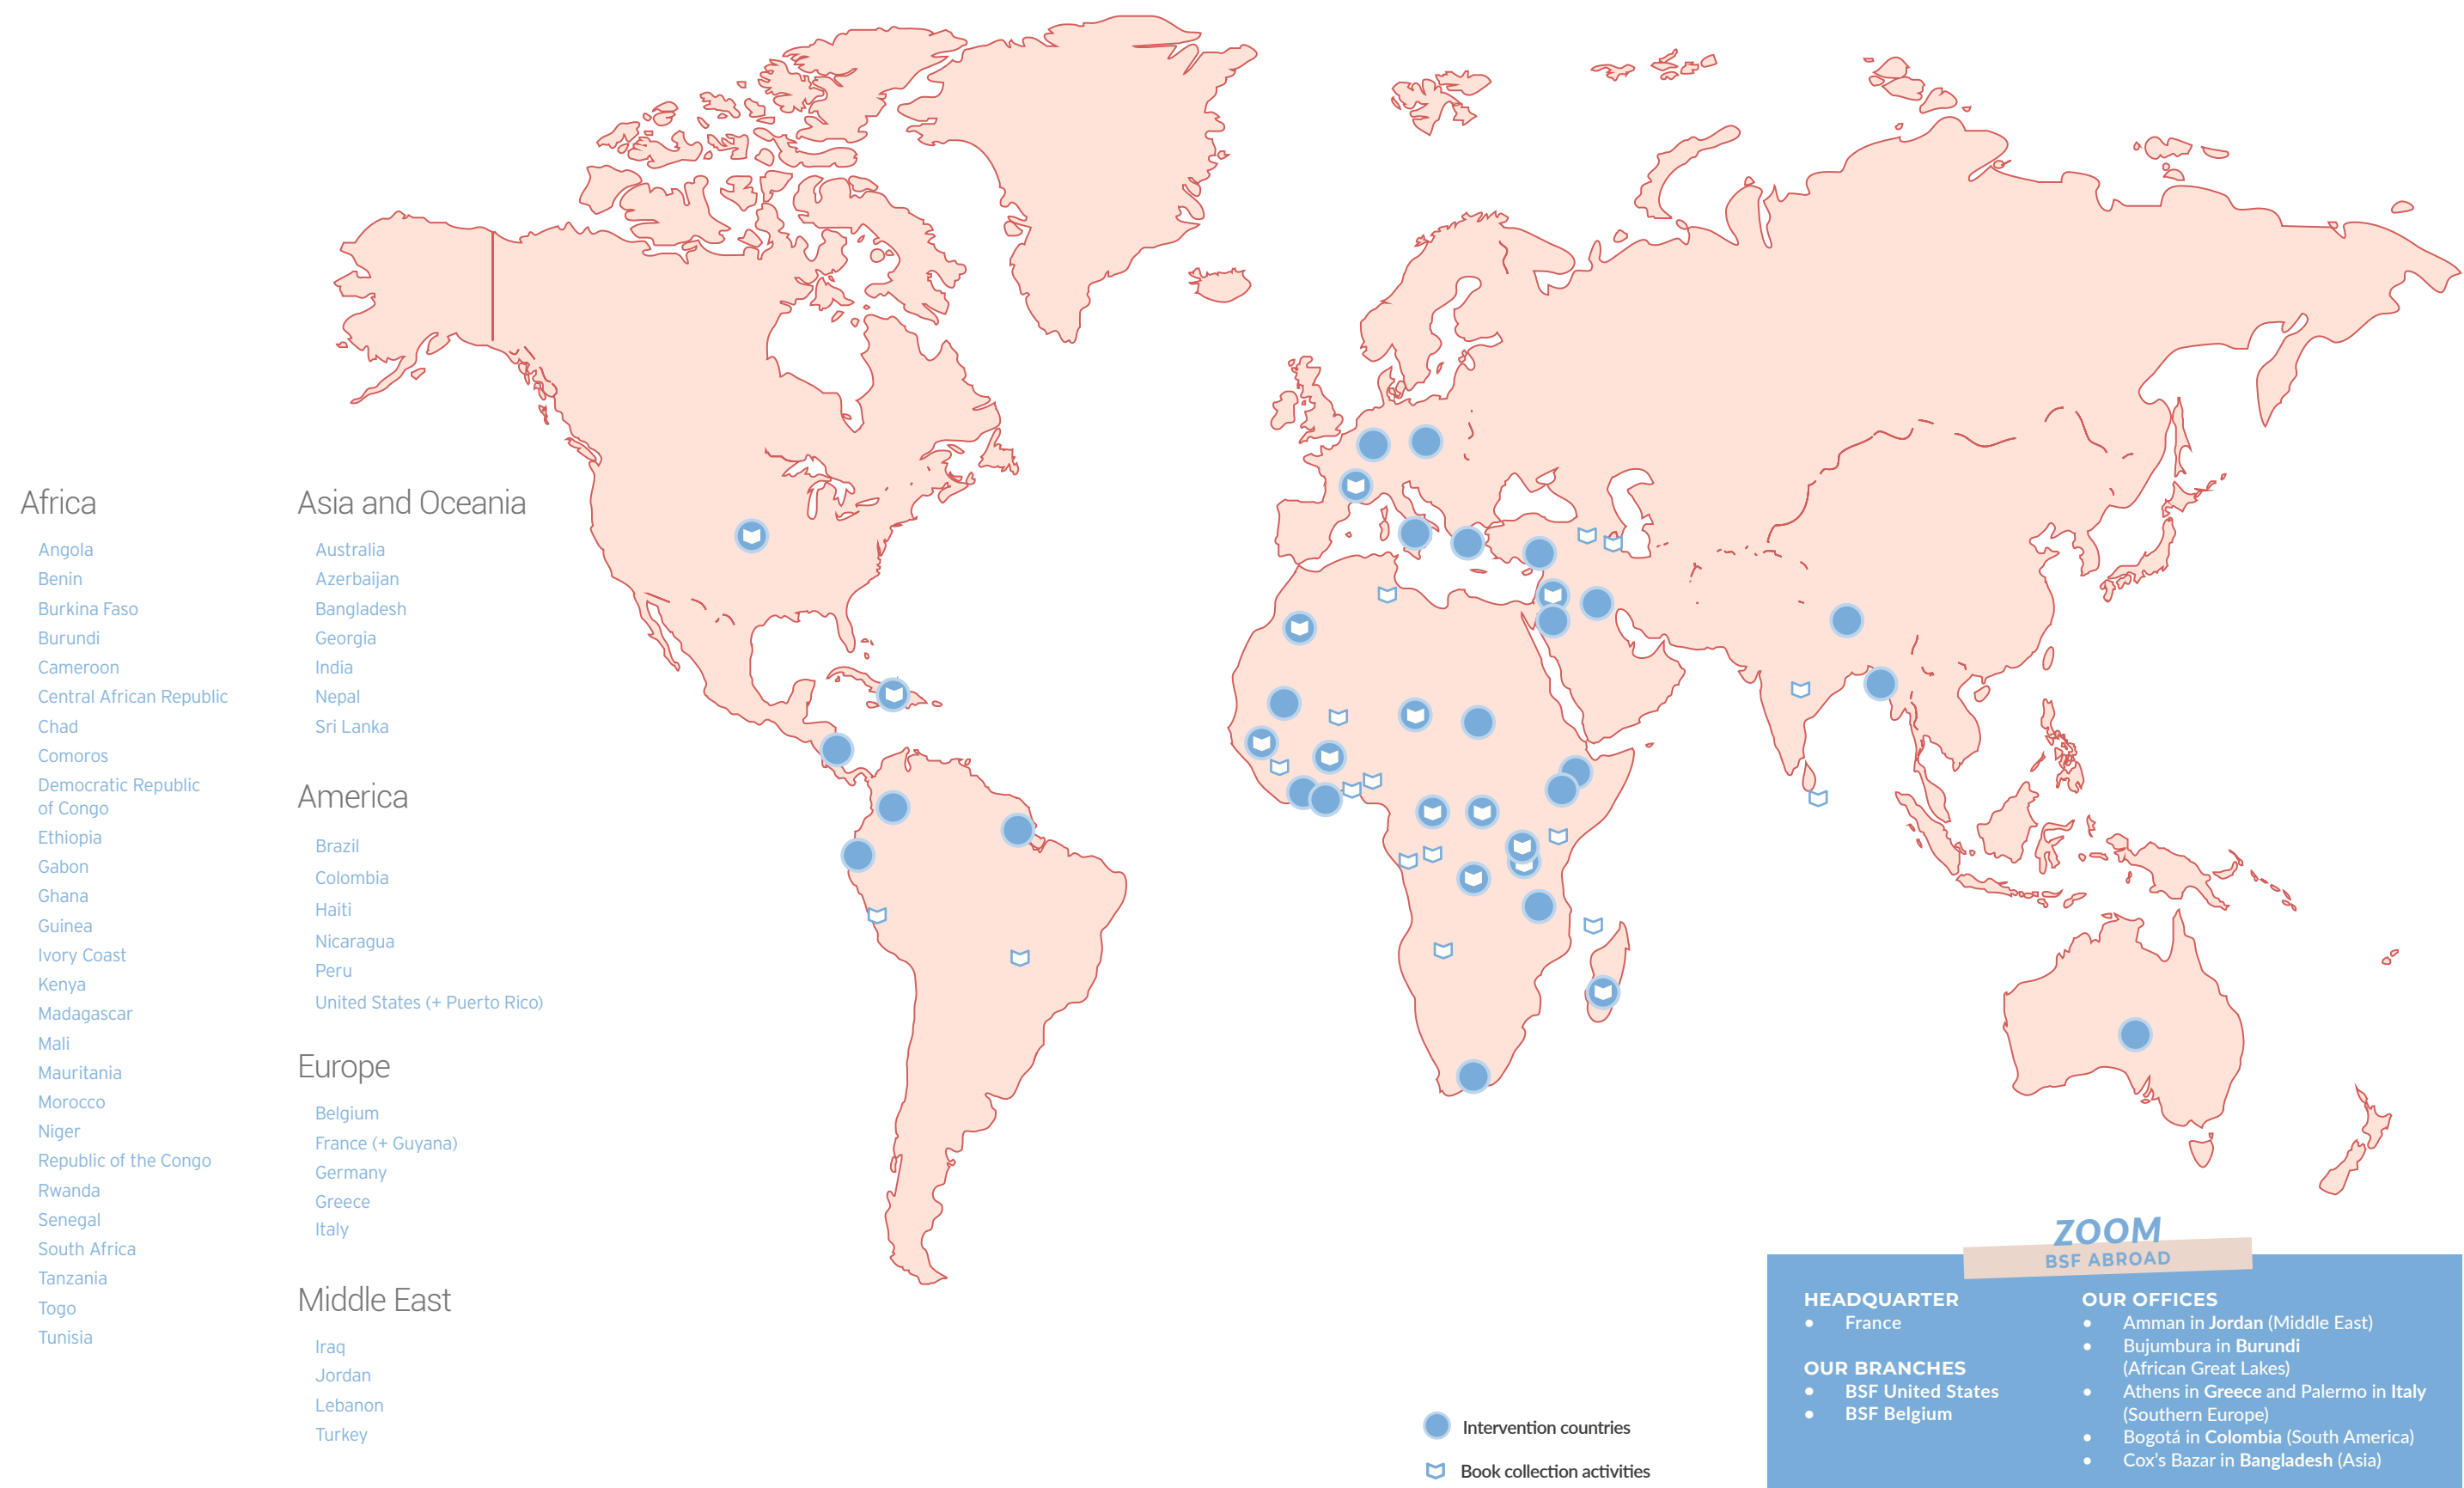 Africa
Angola
Benin
Burkina Faso
Burundi
Cameroon
Central African Republic
Chad
Comoros
Democratic Republic
of Congo
Ethiopia
Gabon
Ghana
Guinea
Ivory Coast
Kenya
Madagascar
Mali
Mauritania
Morocco
Niger
Republic of the Congo
Rwanda
Senegal
South Africa
Tanzania
Togo
Tunisia
Asia and Oceania
Australia
Azerbaijan
Bangladesh
Georgia
India
Nepal
Sri Lanka
America
Brazil
Colombia
Haiti
Nicaragua
Peru
United States (+ Puerto Rico)
Europe
Belgium
France (+ Guyana)
Germany
Greece
Italy
Middle East
Iraq
Jordan
Lebanon
Turkey
Intervention countries
Book collection activities
ZOOM
BSF ABROAD
HEADQUARTER
• France
OUR BRANCHES
• BSF United States
• BSF Belgium
OUR OFFICES
• Amman in Jordan (Middle East)
• Bujumbura in Burundi
(African Great Lakes)
• Athens in Greece and Palermo in Italy
(Southern Europe)
• Bogotá in Colombia (South America)
• Cox's Bazar in Bangladesh (Asia)